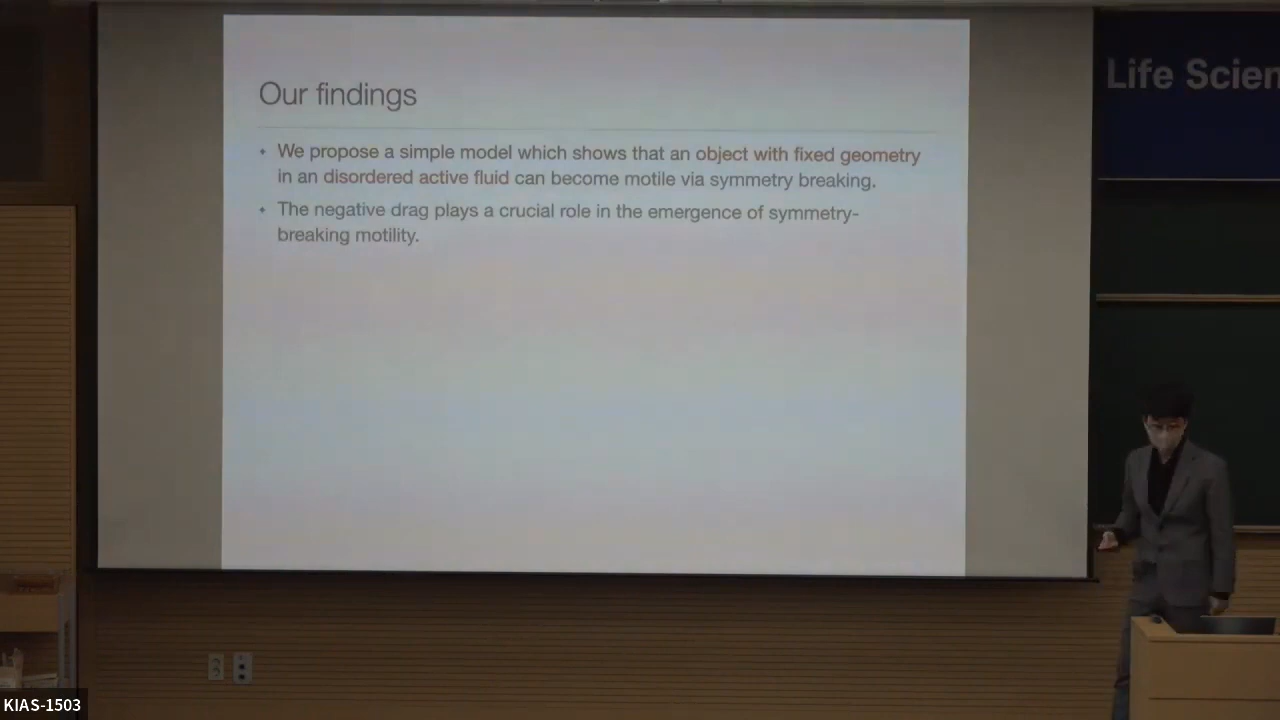 Life Scien
Our findings
• We propose a simple model which shows that an object with fixed geometry
in an disordered active fluid can become motile via symmetry breaking.
• The negative drag plays a crucial role in the emergence of symmetry-
breaking motility.
KIAS-1503